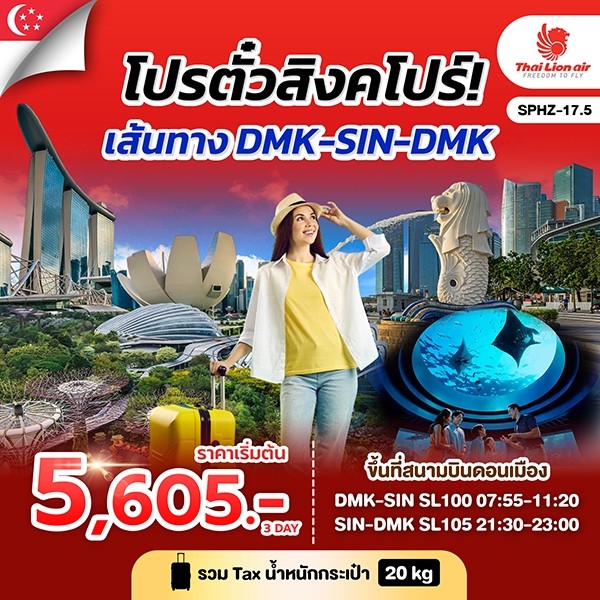 Thai Lion air
FREEDOM TO FLY
SPHZ-17.5
โปรตั๋วสิงคโปร์!
เส้นทาง DMK-SIN-DMK
ราคาเริ่มต้น
5,605.-
3 DAY
ขึ้นที่สนามบินดอนเมือง
DMK-SIN SL100 07:55-11:20
SIN-DMK SL105 21:30-23:00
รวม Tax น้ำหนักกระเป๋า 20 kg